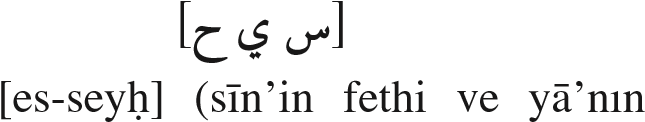 [س ي ح]
[es-seyḥ] (sīn’in fethi ve yā’nın